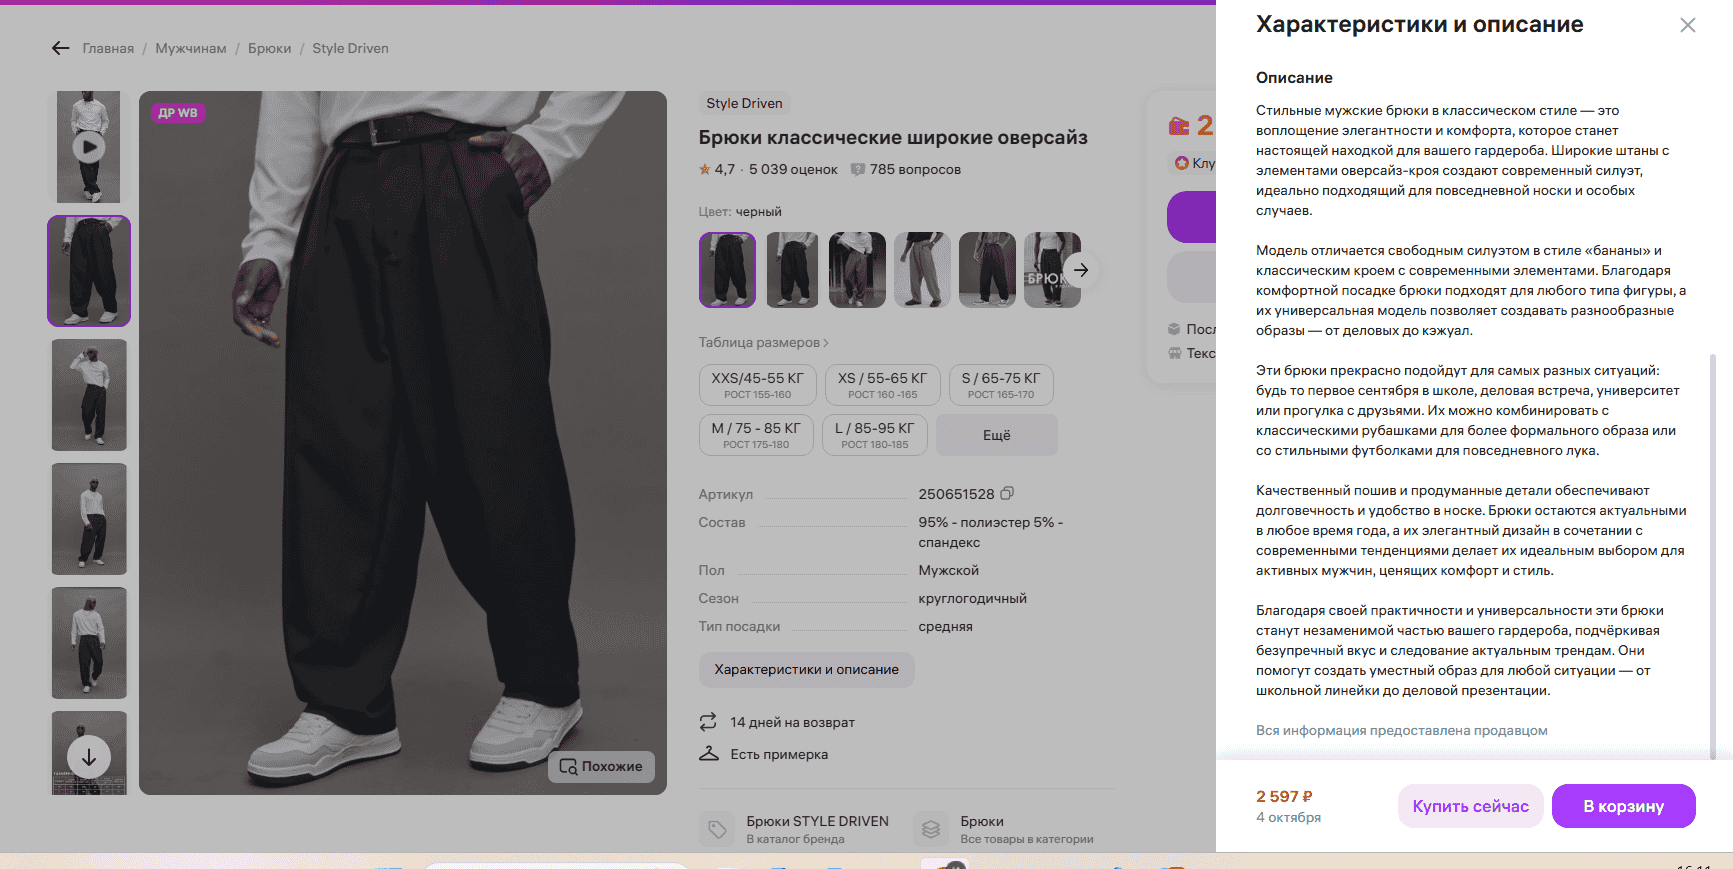 Главная / Мужчинам / Брюки / Style Driven
ДР WB
Похожие
Style Driven
Брюки классические широкие оверсайз
4,7 · 5 039 оценок 785 вопросов
Цвет: черный
БРЮК
Таблица размеров
XXS/45-55 КГ
РОСТ 155-160
XS / 55-65 КГ
РОСТ 160 -165
S / 65-75 КГ
РОСТ 165-170
M / 75 - 85 КГ
РОСТ 175-180
L / 85-95 КГ
РОСТ 180-185
Ещё
Артикул 250651528
Состав 95% - полиэстер 5% -
спандекс
Пол Мужской
Сезон круглогодичный
Тип посадки средняя
Характеристики и описание
14 дней на возврат
Есть примерка
Брюки STYLE DRIVEN
В каталог бренда
Брюки
Все товары в категории
2
Клу
Посл
Текс
Характеристики и описание
Описание
Стильные мужские брюки в классическом стиле — это
воплощение элегантности и комфорта, которое станет
настоящей находкой для вашего гардероба. Широкие штаны с
элементами оверсайз-кроя создают современный силуэт,
идеально подходящий для повседневной носки и особых
случаев.
Модель отличается свободным силуэтом в стиле «бананы» и
классическим кроем с современными элементами. Благодаря
комфортной посадке брюки подходят для любого типа фигуры, а
их универсальная модель позволяет создавать разнообразные
образы — от деловых до кэжуал.
Эти брюки прекрасно подойдут для самых разных ситуаций:
будь то первое сентября в школе, деловая встреча, университет
или прогулка с друзьями. Их можно комбинировать с
классическими рубашками для более формального образа или
со стильными футболками для повседневного лука.
Качественный пошив и продуманные детали обеспечивают
долговечность и удобство в носке. Брюки остаются актуальными
в любое время года, а их элегантный дизайн в сочетании с
современными тенденциями делает их идеальным выбором для
активных мужчин, ценящих комфорт и стиль.
Благодаря своей практичности и универсальности эти брюки
станут незаменимой частью вашего гардероба, подчёркивая
безупречный вкус и следование актуальным трендам. Они
помогут создать уместный образ для любой ситуации — от
школьной линейки до деловой презентации.
Вся информация предоставлена продавцом
2 597 ₽
4 октября
Купить сейчас
В корзину